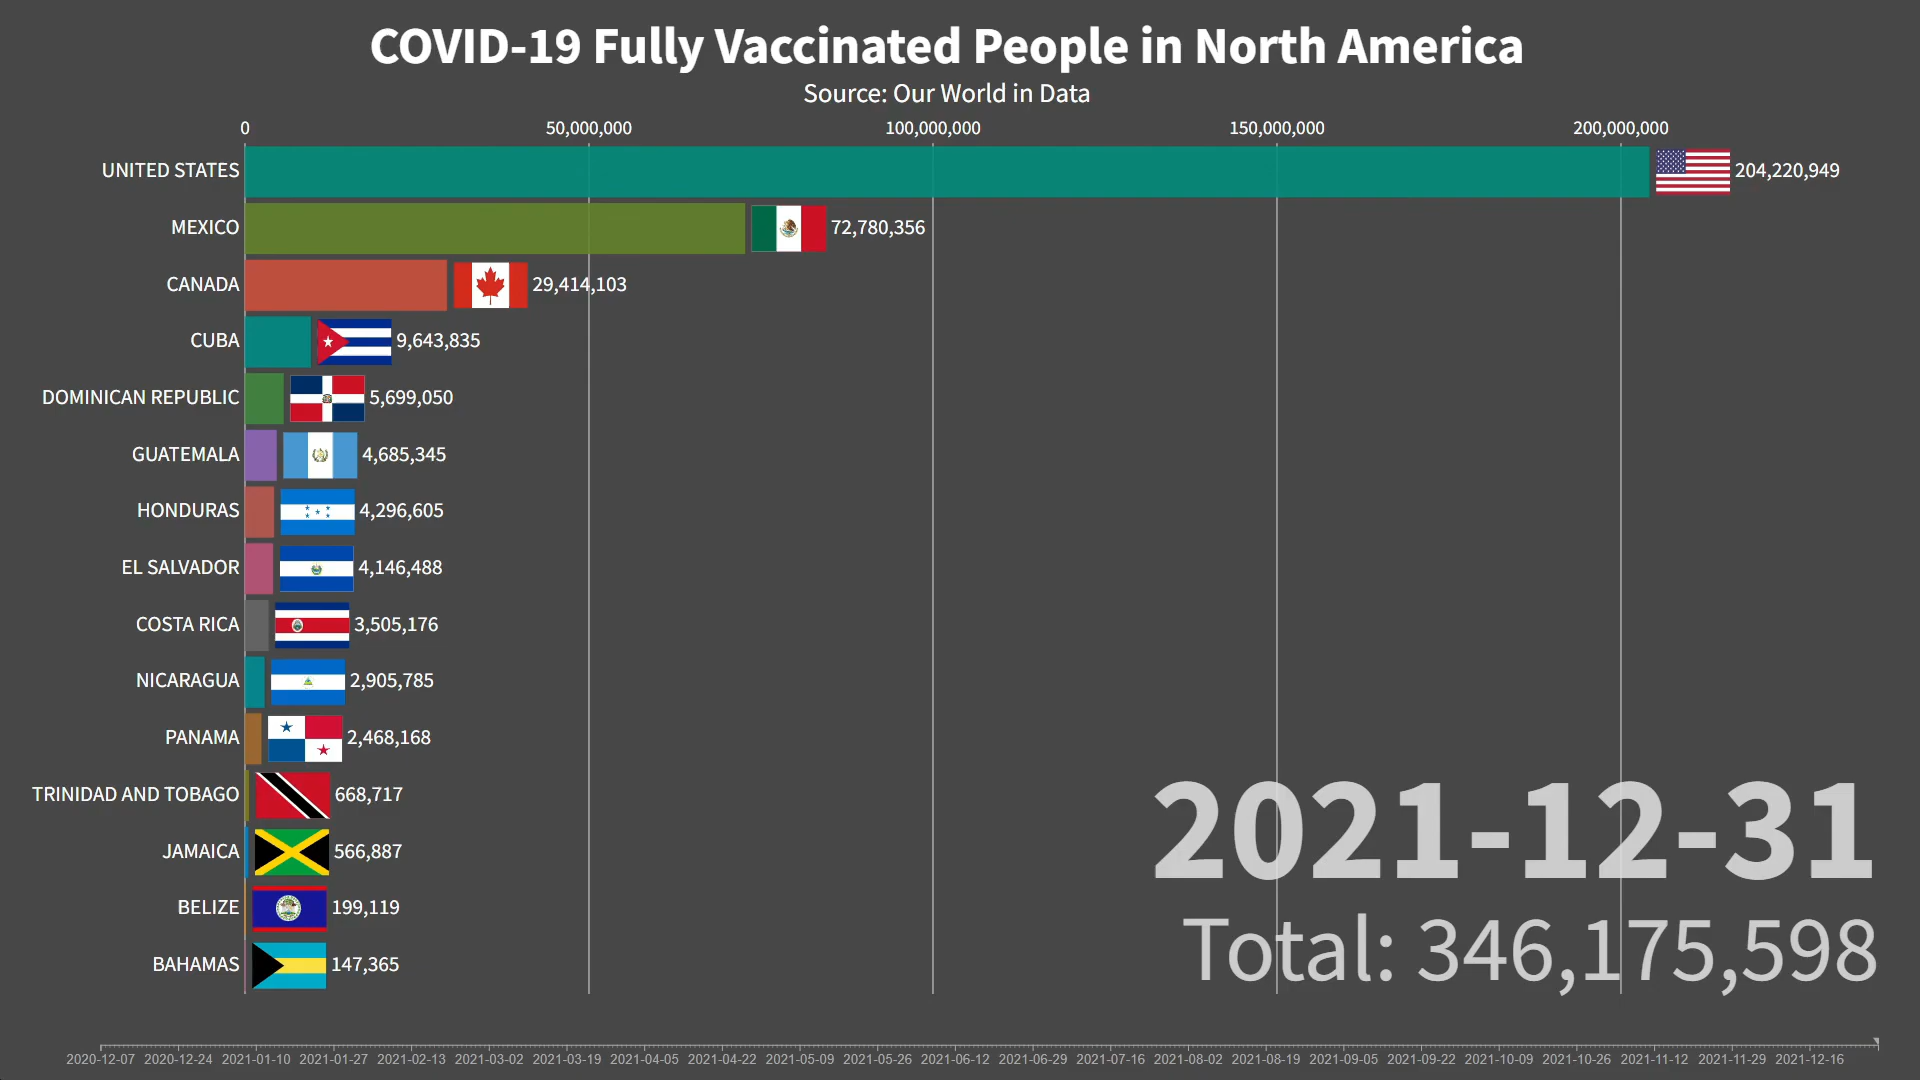 COVID-19 Fully Vaccinated People in North America
Source: Our World in Data
0 50,000,000 100,000,000 150,000,000 200,000,000
UNITED STATES 204,220,949
MEXICO 72,780,356
CANADA 29,414,103
CUBA 9,643,835
DOMINICAN REPUBLIC 5,699,050
GUATEMALA 4,685,345
HONDURAS 4,296,605
EL SALVADOR 4,146,488
COSTA RICA 3,505,176
NICARAGUA 2,905,785
PANAMA 2,468,168
TRINIDAD AND TOBAGO 668,717
JAMAICA 566,887
BELIZE 199,119
BAHAMAS 147,365
2021-12-31
Total: 346,175,598
2020-12-07 2020-12-24 2021-01-10 2021-01-27 2021-02-13 2021-03-02 2021-03-19 2021-04-05 2021-04-22 2021-05-09 2021-05-26 2021-06-12 2021-06-29 2021-07-16 2021-08-02 2021-08-19 2021-09-05 2021-09-22 2021-10-09 2021-10-26 2021-11-12 2021-11-29 2021-12-16